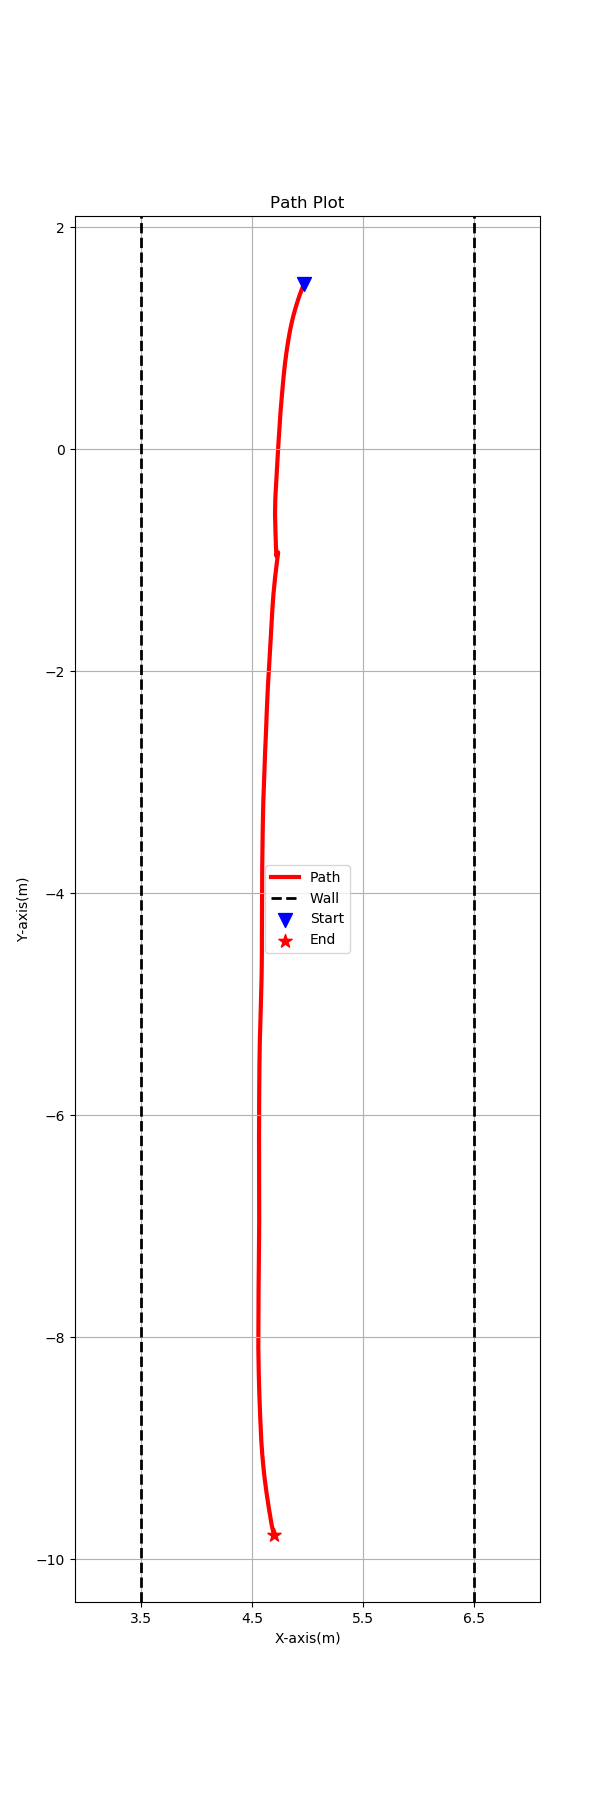 Path Plot
2
0
−2
−4
−6
−8
−10
Y-axis(m)
Path
Wall
Start
End
3.5 4.5 5.5 6.5
X-axis(m)